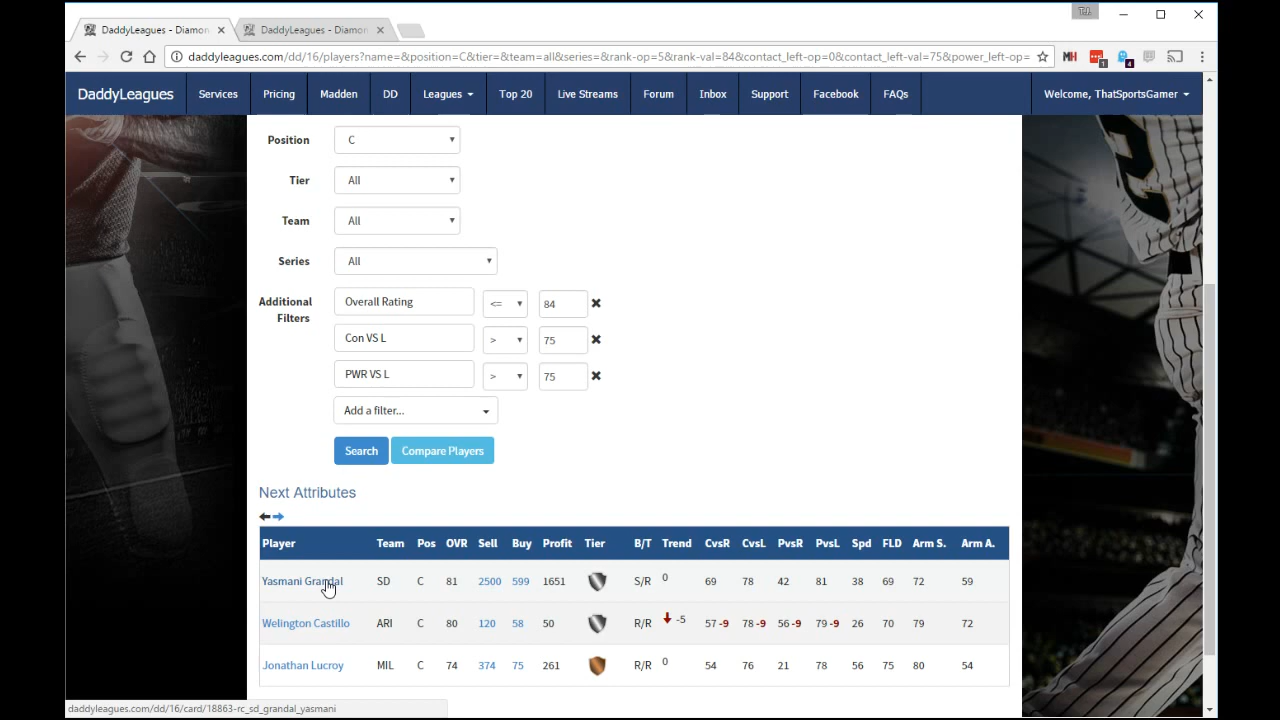 T.J.
DaddyLeagues - Diamon
DaddyLeagues - Diamon
daddyleagues.com/dd/16/players?name=&position=C&tier=&team=all&series=&rank-op=5&rank-val=84&contact_left-op=0&contact_left-val=75&power_left-op=
MH 1 4
DaddyLeagues Services Pricing Madden DD Leagues Top 20 Live Streams Forum Inbox Support Facebook FAQs Welcome, ThatSportsGamer
Position C
Tier All
Team All
Series All
Additional Filters
Overall Rating <= 84
Con VS L > 75
PWR VS L > 75
Add a filter...
Search Compare Players
Next Attributes
Player Team Pos OVR Sell Buy Profit Tier B/T Trend CvsR CvsL PvsR PvsL Spd FLD Arm S. Arm A.
Yasmani Grandal SD C 81 2500 599 1651 S/R 0 69 78 42 81 38 69 72 59
Welington Castillo ARI C 80 120 58 50 R/R -5 57 -9 78 -9 56 -9 79 -9 26 70 79 72
Jonathan Lucroy MIL C 74 374 75 261 R/R 0 54 76 21 78 56 75 80 54
daddyleagues.com/dd/16/card/18863-rc_sd_grandal_yasmani
2